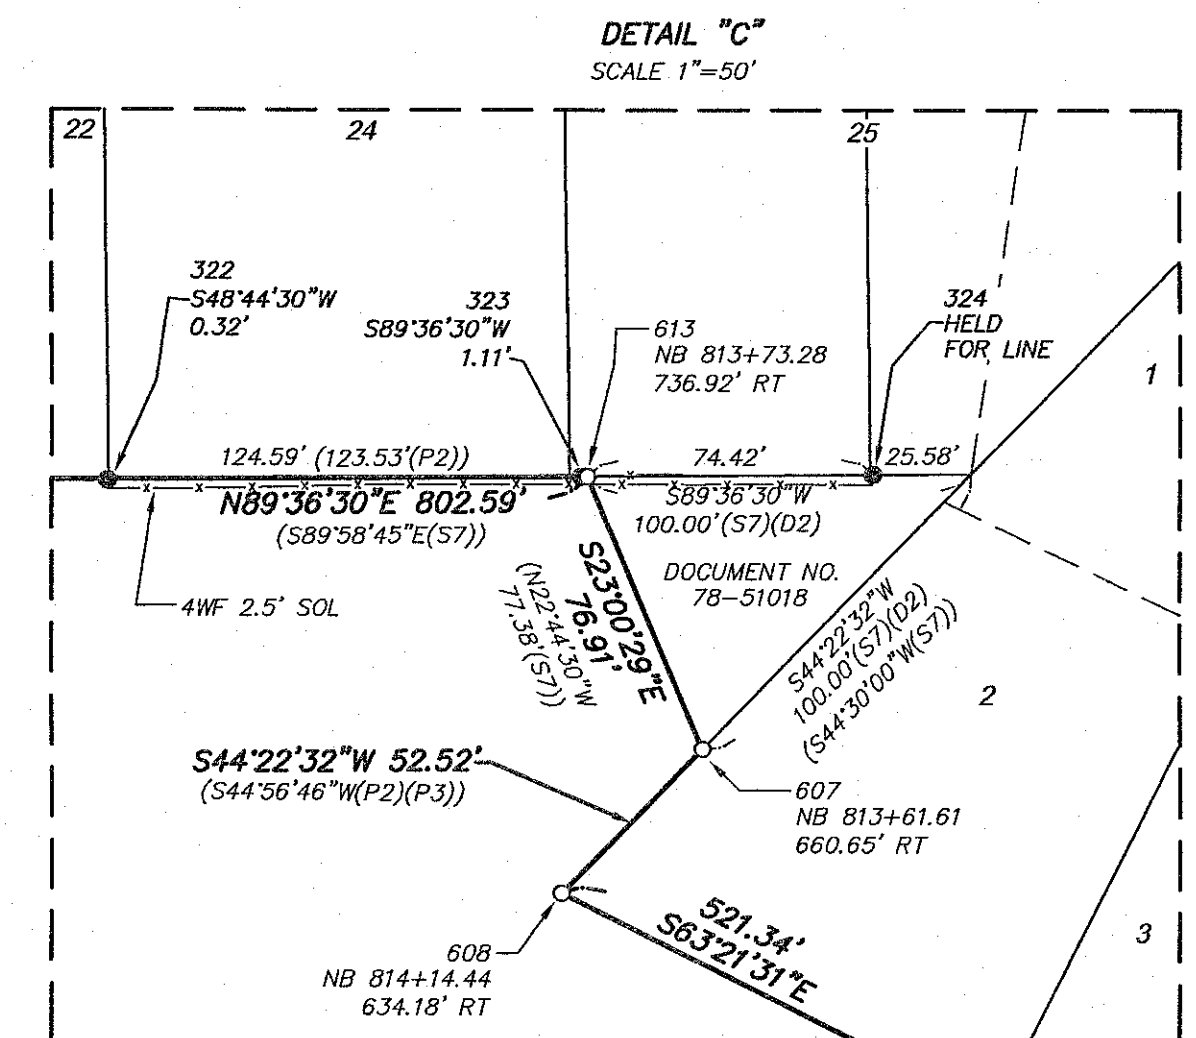 DETAIL "C"
SCALE 1"=50'
22
24
25
322
S48°44'30"W
0.32'
323
S89°36'30"W
1.11'
613
NB 813+73.28
736.92' RT
324
HELD
FOR LINE
1
124.59' (123.53'(P2))
74.42'
25.58'
N89°36'30"E 802.59'
(S89°58'45"E(S7))
S89°36'30"W
100.00'(S7)(D2)
4WF 2.5' SOL
S23°00'29"E
76.91'
(N22°44'30"W
77.38'(S7))
DOCUMENT NO.
78-51018
S44°22'32"W
100.00'(S7)(D2)
(S44°30'00"W(S7))
2
S44°22'32"W 52.52'
(S44°56'46"W(P2)(P3))
607
NB 813+61.61
660.65' RT
521.34'
S63°21'31"E
3
608
NB 814+14.44
634.18' RT